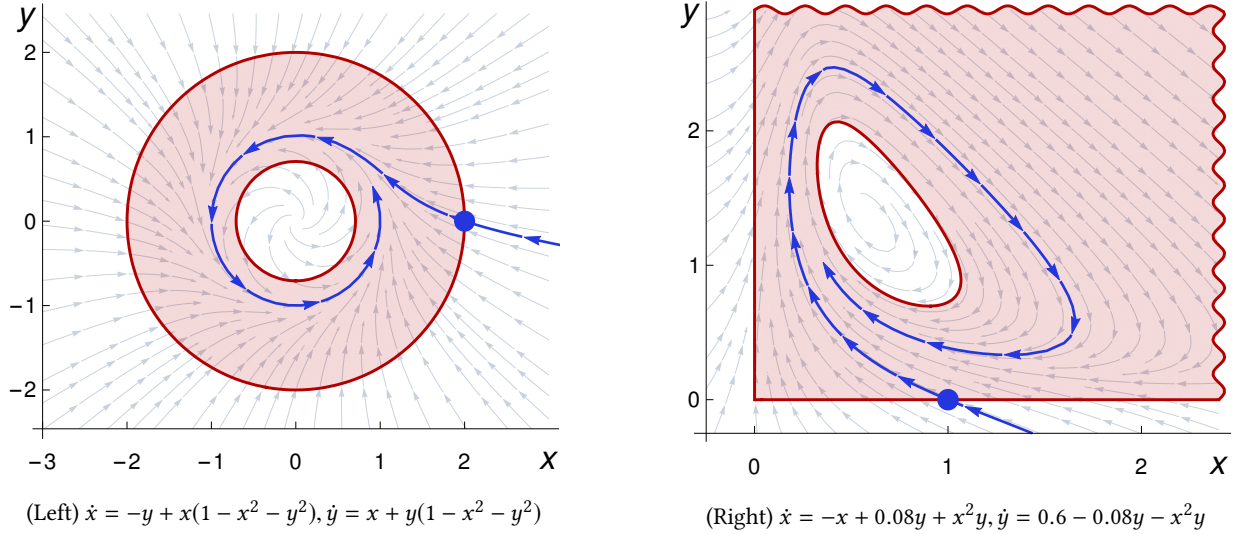 y
2
1
0
−1
−2
−3 −2 −1 0 1 2 x
(Left) ẋ = −y + x(1 − x² − y²), ẏ = x + y(1 − x² − y²)
y
2
1
0
0 1 2 x
(Right) ẋ = −x + 0.08y + x²y, ẏ = 0.6 − 0.08y − x²y